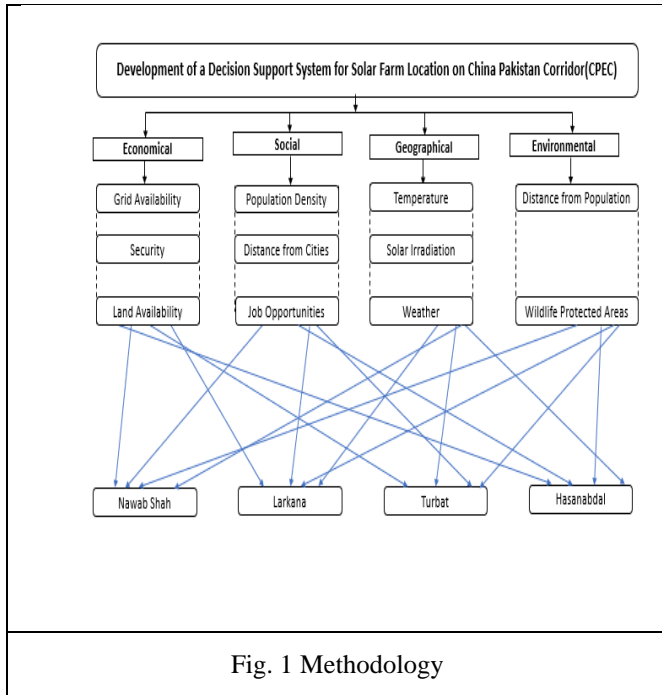 Development of a Decision Support System for Solar Farm Location on China Pakistan Corridor(CPEC)
Economical
Social
Geographical
Environmental
Grid Availability
Population Density
Temperature
Distance from Population
Security
Distance from Cities
Solar Irradiation
Land Availability
Job Opportunities
Weather
Wildlife Protected Areas
Nawab Shah
Larkana
Turbat
Hasanabdal
Fig. 1 Methodology